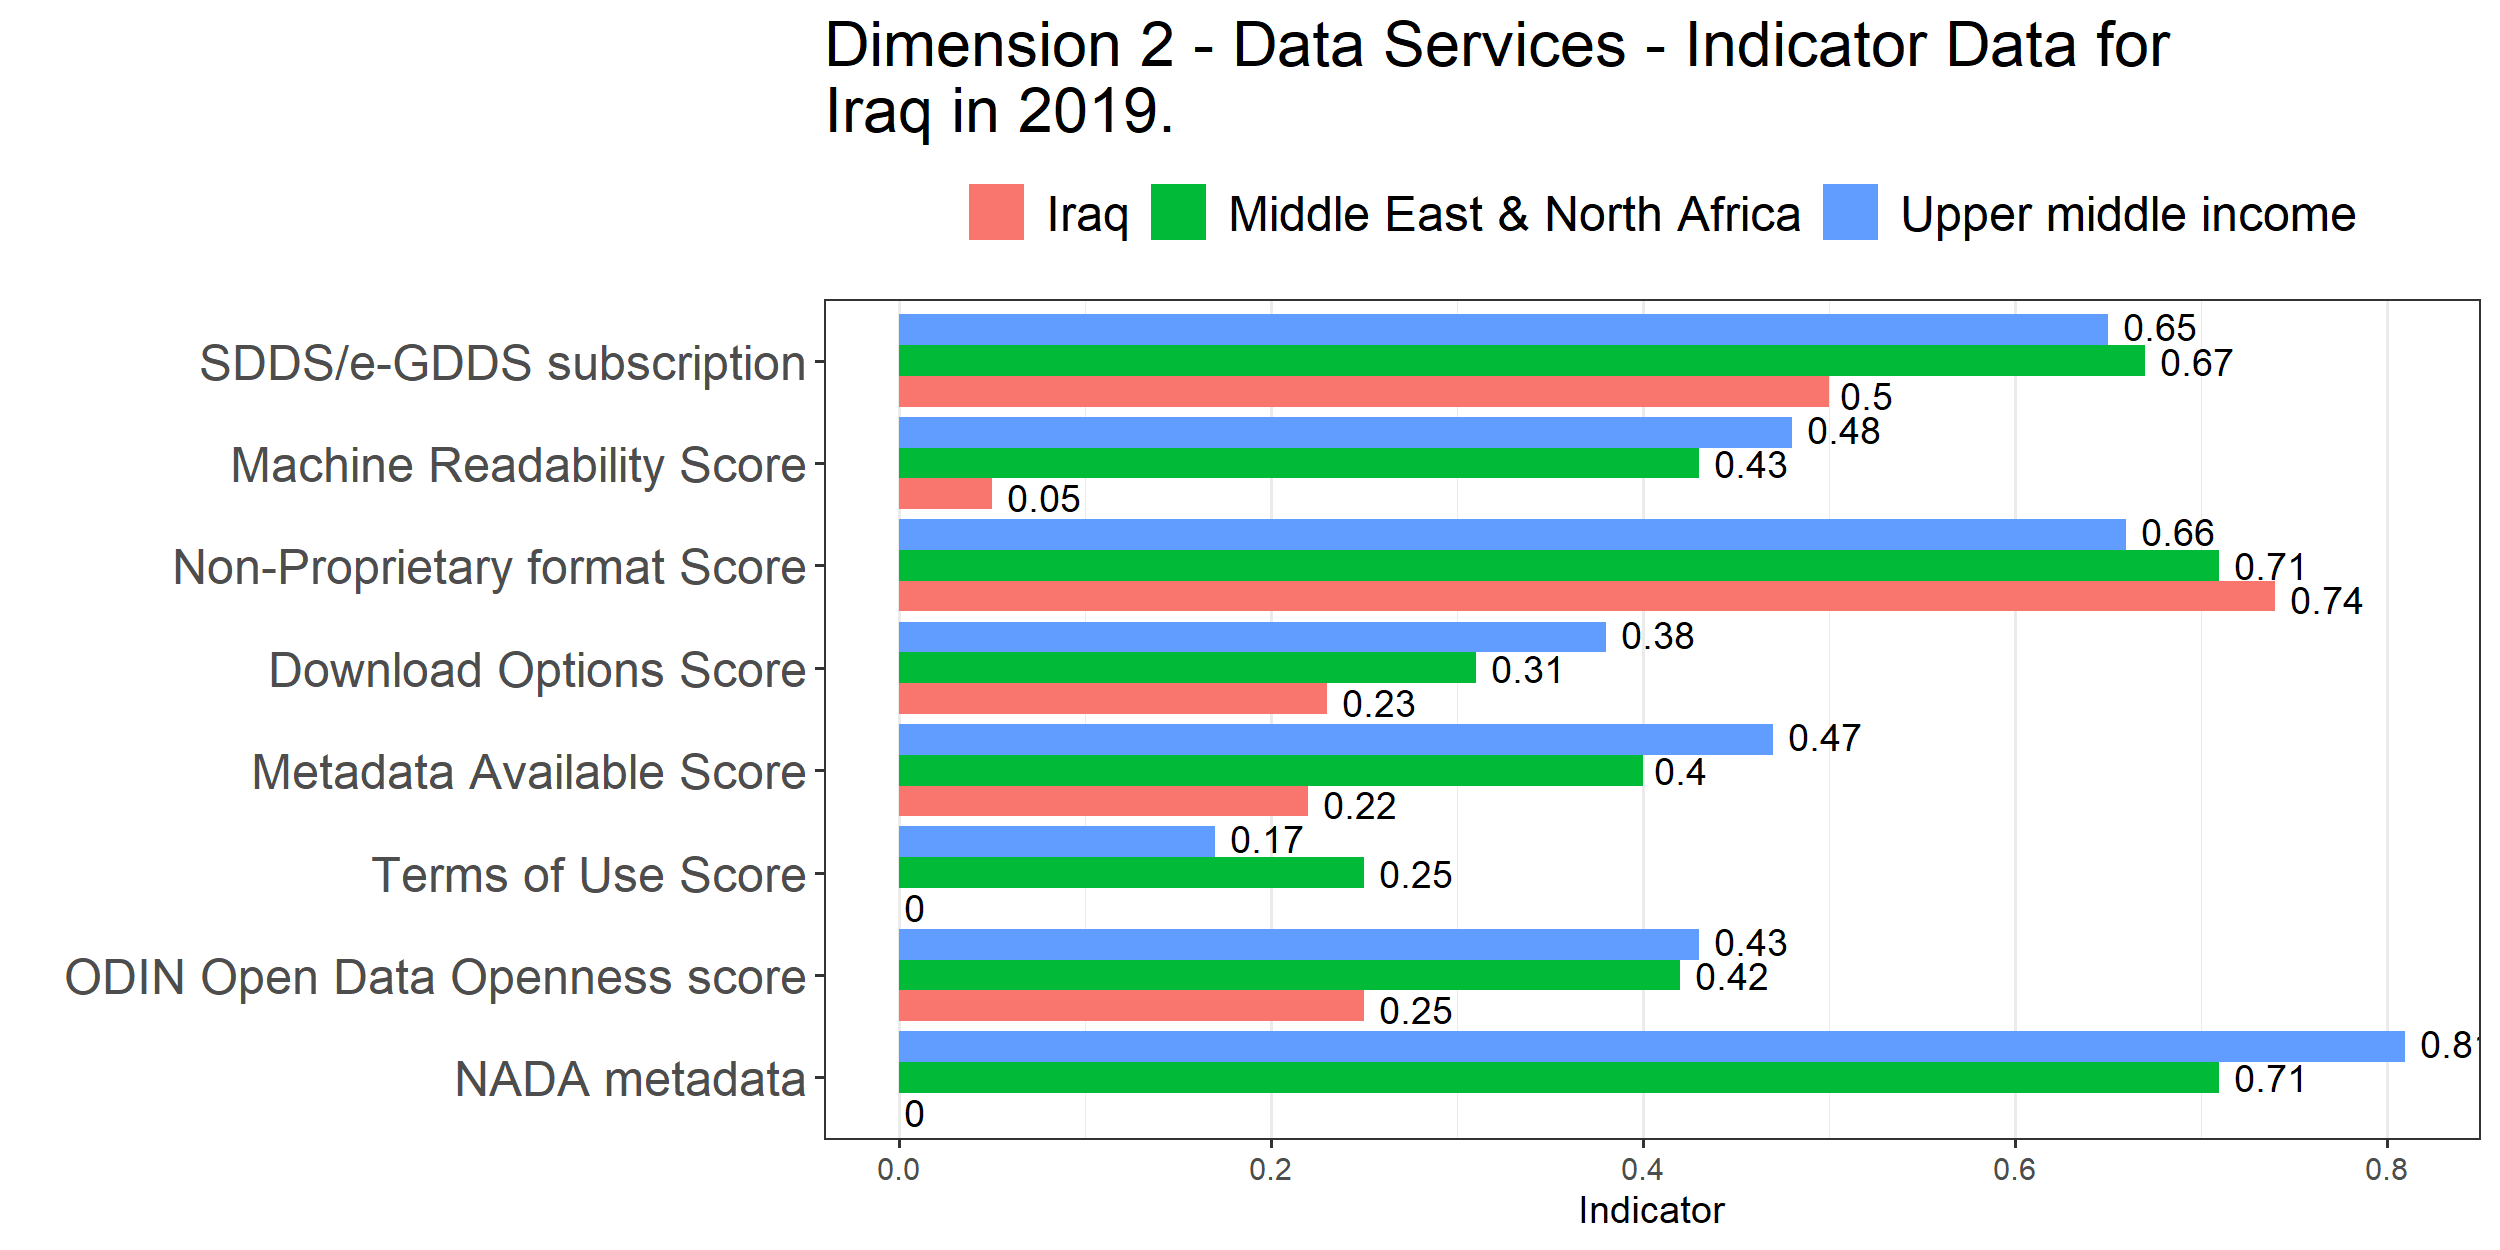 Dimension 2 - Data Services - Indicator Data for
Iraq in 2019.
Iraq Middle East & North Africa Upper middle income
SDDS/e-GDDS subscription
0.65
0.67
0.5
Machine Readability Score
0.48
0.43
0.05
Non-Proprietary format Score
0.66
0.71
0.74
Download Options Score
0.38
0.31
0.23
Metadata Available Score
0.47
0.4
0.22
Terms of Use Score
0.17
0.25
0
ODIN Open Data Openness score
0.43
0.42
0.25
NADA metadata
0.81
0.71
0
0.0 0.2 0.4 0.6 0.8
Indicator